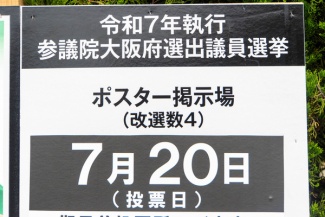 令和7年執行
参議院大阪府選出議員選挙
ポスター掲示場
(改選数4)
7月20日
(投票日)